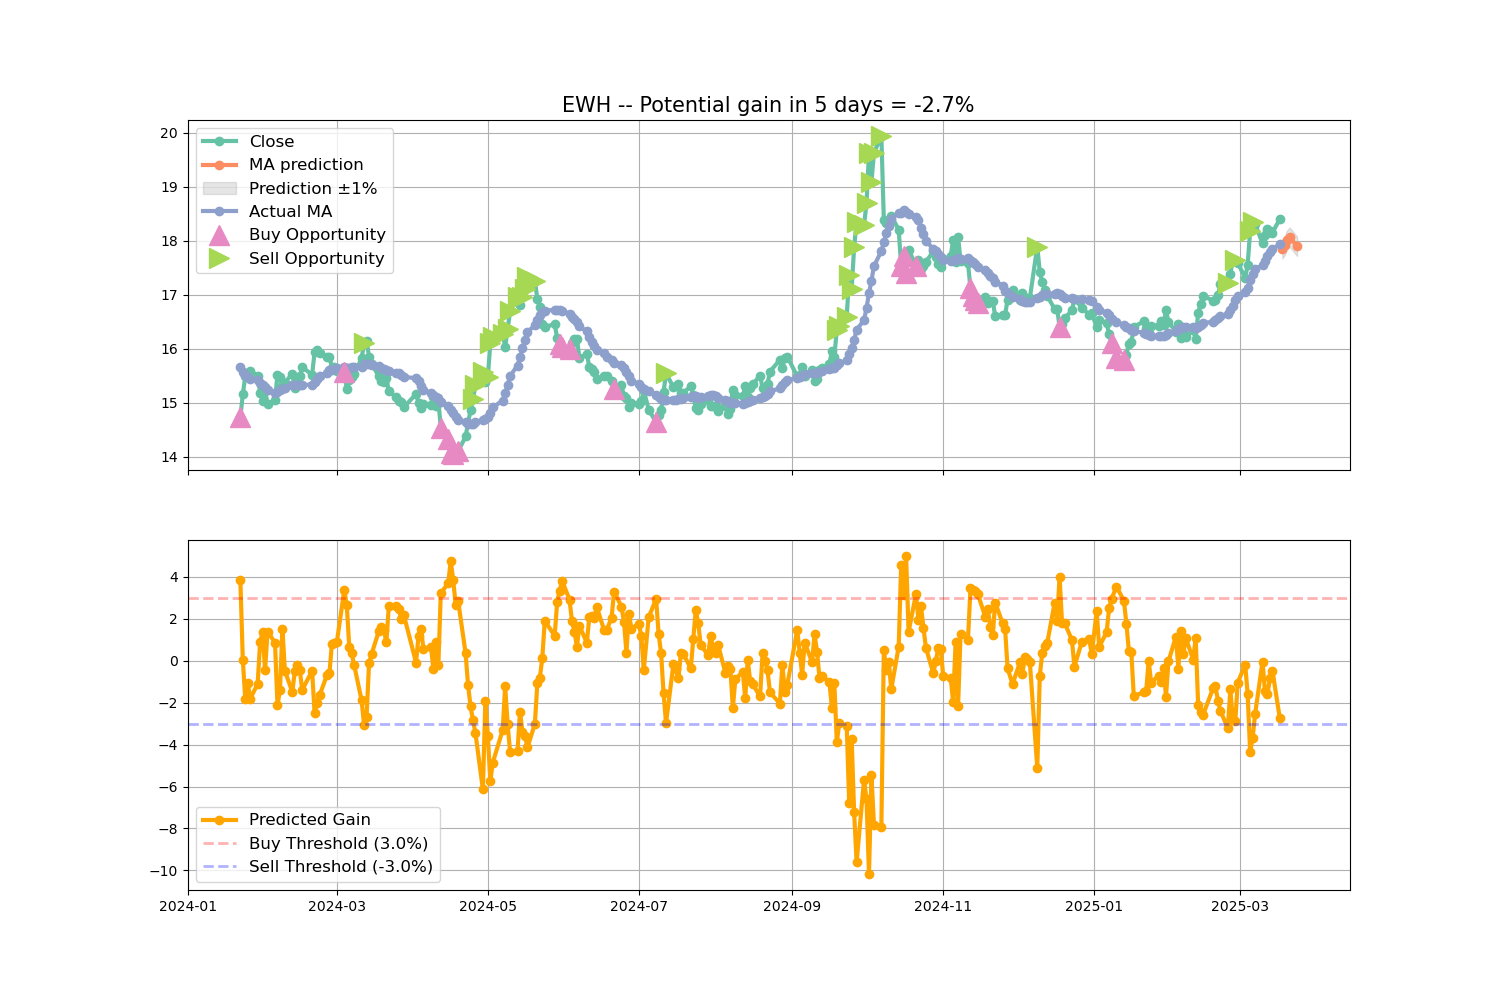 EWH -- Potential gain in 5 days = -2.7%
20
19
18
17
16
15
14
Close
MA prediction
Prediction ±1%
Actual MA
Buy Opportunity
Sell Opportunity
4
2
0
−2
−4
−6
−8
−10
Predicted Gain
Buy Threshold (3.0%)
Sell Threshold (-3.0%)
2024-01 2024-03 2024-05 2024-07 2024-09 2024-11 2025-01 2025-03